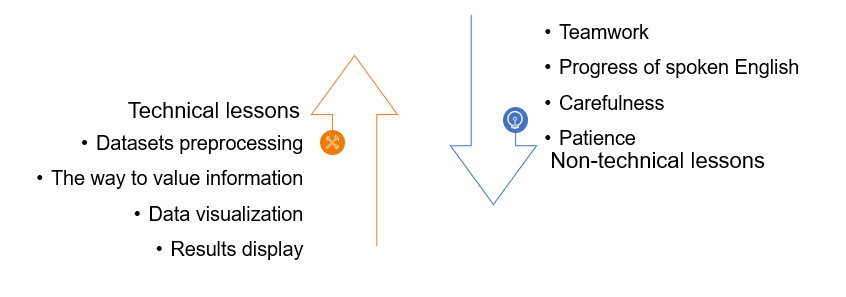 Technical lessons
• Datasets preprocessing
• The way to value information
• Data visualization
• Results display
• Teamwork
• Progress of spoken English
• Carefulness
• Patience
Non-technical lessons